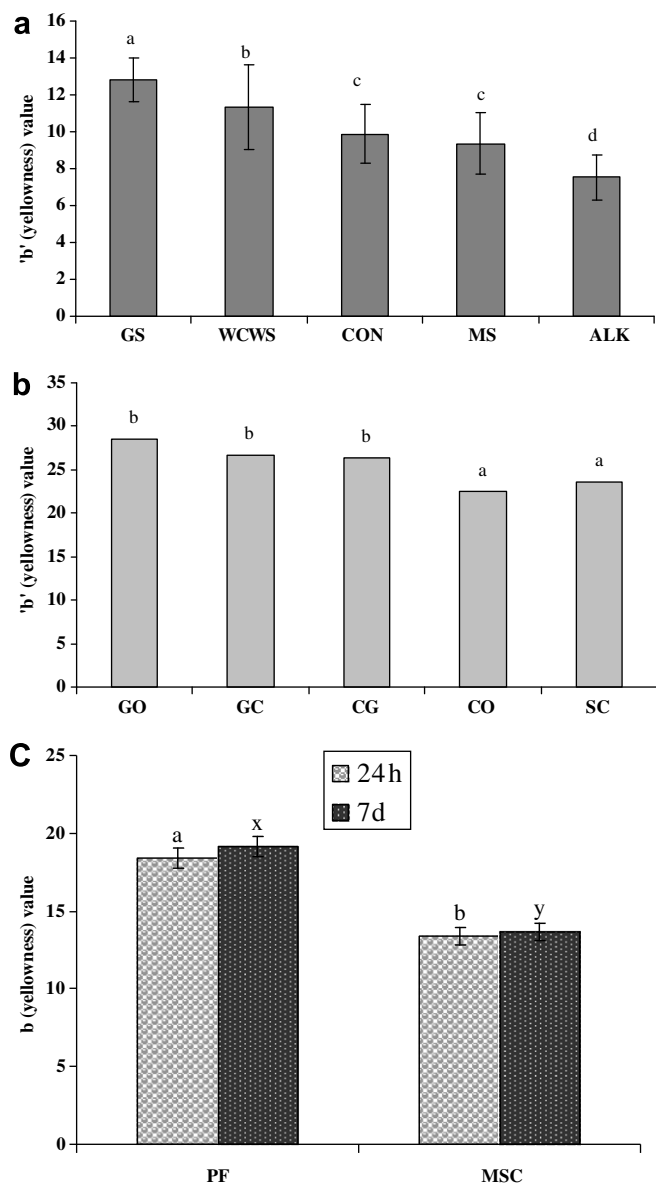 a
'b' (yellowness) value
16
14
12
10
8
6
4
2
0
a
b
c
c
d
GS WCWS CON MS ALK
b
'b' (yellowness) value
35
30
25
20
15
10
5
0
b
b
b
a
a
GO GC CG CO SC
C
b (yellowness) value
25
20
15
10
5
0
24h
7d
a
x
b
y
PF MSC